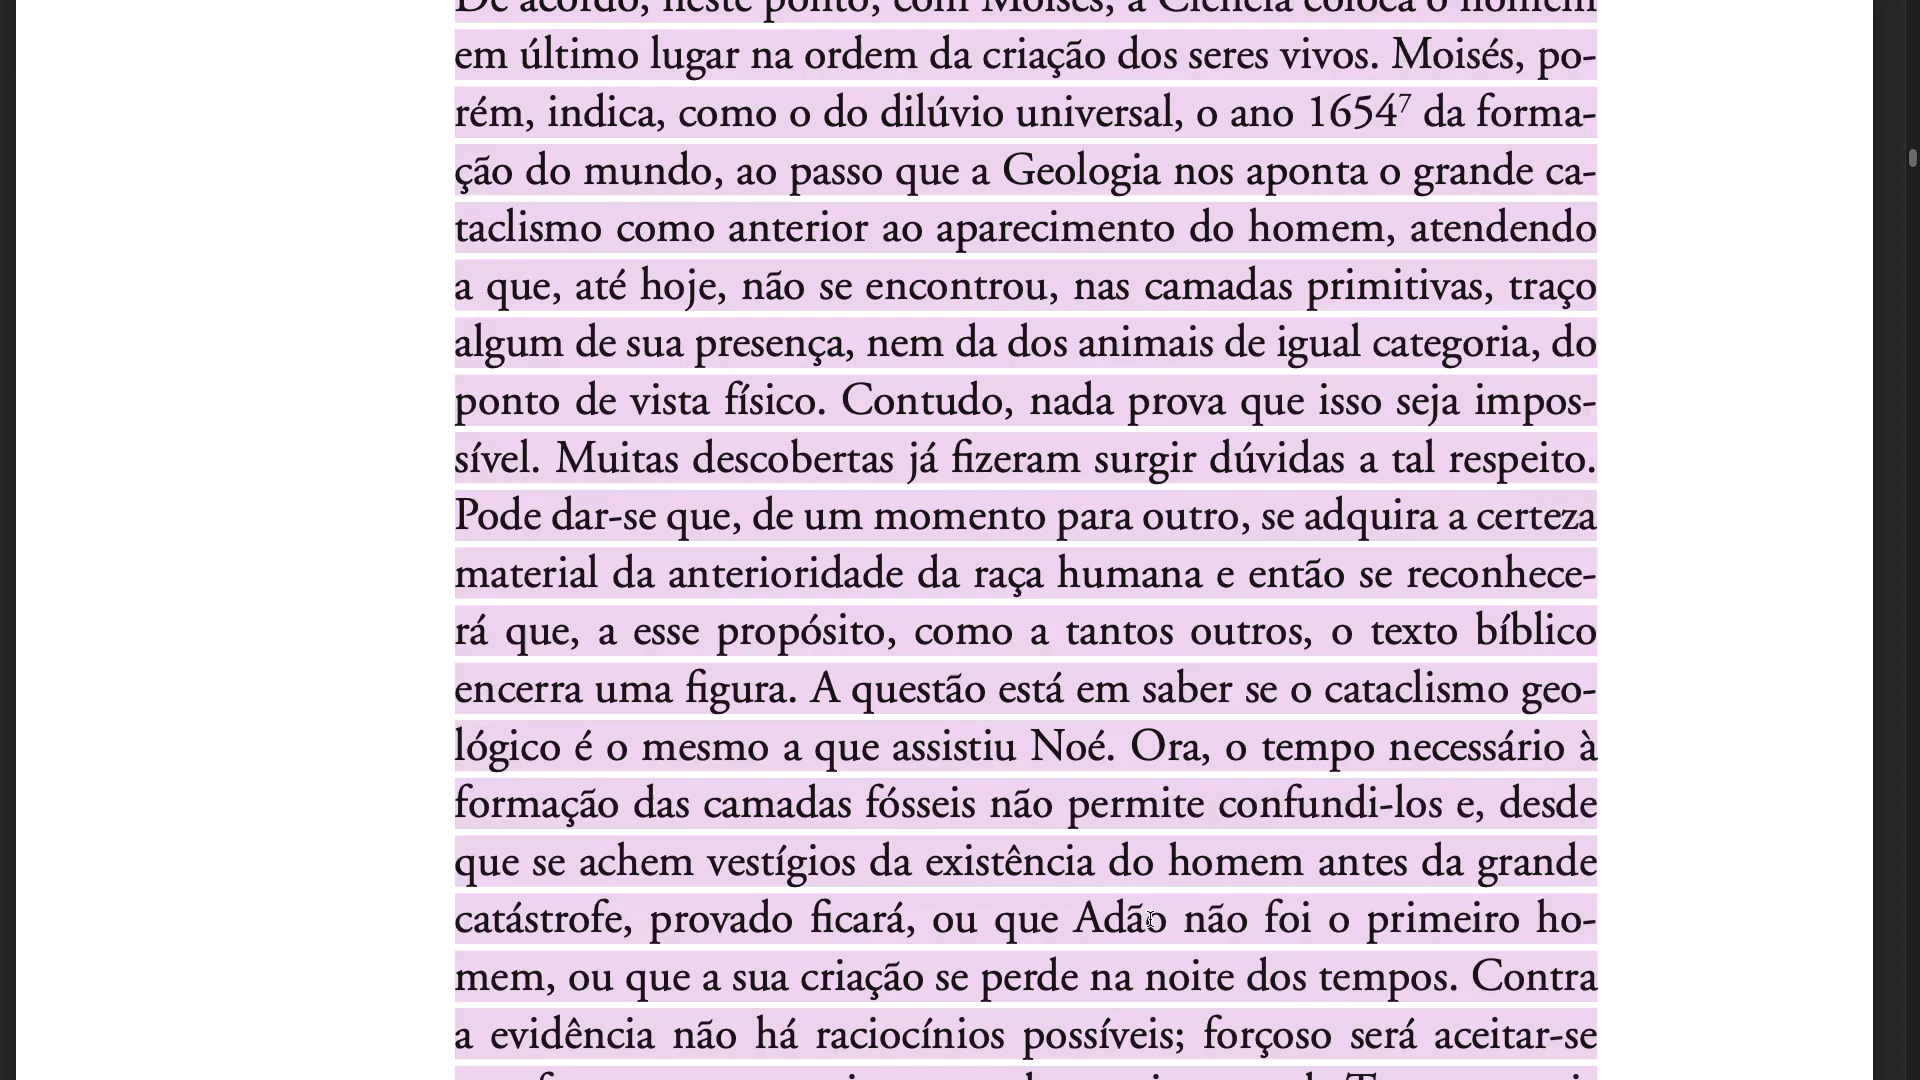 De acordo, neste ponto, com Moisés, a Ciência coloca o homem
em último lugar na ordem da criação dos seres vivos. Moisés, po-
rém, indica, como o do dilúvio universal, o ano 1654⁷ da forma-
ção do mundo, ao passo que a Geologia nos aponta o grande ca-
taclismo como anterior ao aparecimento do homem, atendendo
a que, até hoje, não se encontrou, nas camadas primitivas, traço
algum de sua presença, nem da dos animais de igual categoria, do
ponto de vista físico. Contudo, nada prova que isso seja impos-
sível. Muitas descobertas já fizeram surgir dúvidas a tal respeito.
Pode dar-se que, de um momento para outro, se adquira a certeza
material da anterioridade da raça humana e então se reconhece-
rá que, a esse propósito, como a tantos outros, o texto bíblico
encerra uma figura. A questão está em saber se o cataclismo geo-
lógico é o mesmo a que assistiu Noé. Ora, o tempo necessário à
formação das camadas fósseis não permite confundi-los e, desde
que se achem vestígios da existência do homem antes da grande
catástrofe, provado ficará, ou que Adão não foi o primeiro ho-
mem, ou que a sua criação se perde na noite dos tempos. Contra
a evidência não há raciocínios possíveis; forçoso será aceitar-se